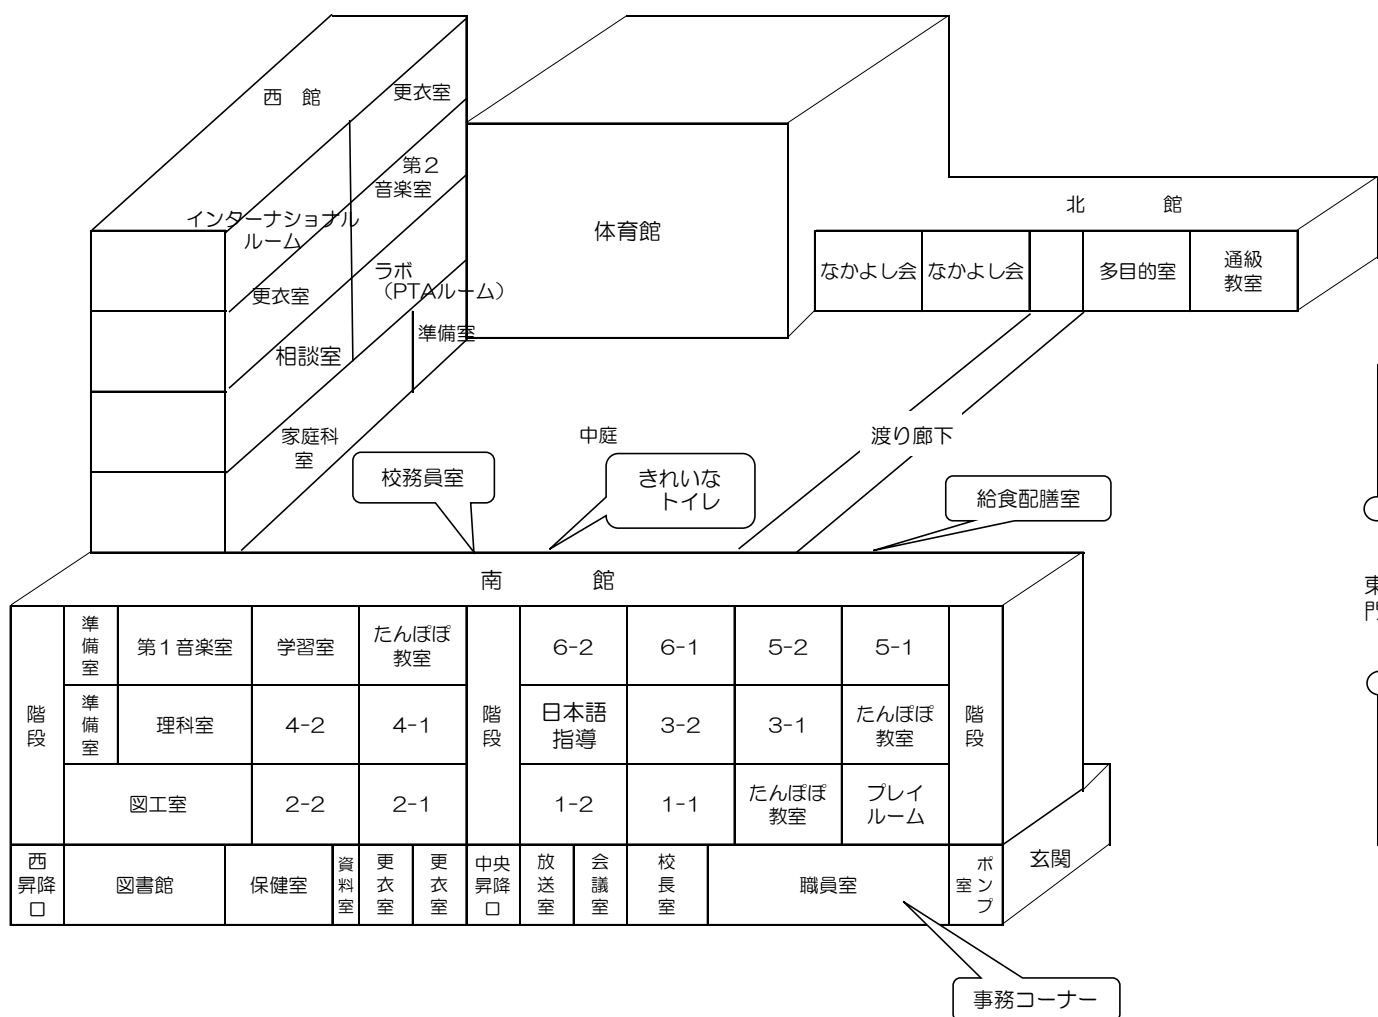 西　館
更衣室
第２
音楽室
インターナショナル
ルーム
体育館
北　館
なかよし会
なかよし会
多目的室
通級
教室
更衣室
ラボ
（PTAルーム）
相談室
準備室
家庭科
室
中庭
渡り廊下
校務員室
きれいな
トイレ
給食配膳室
東
門
南　館
階段
準備室
第１音楽室
学習室
たんぽぽ
教室
階段
6-2
6-1
5-2
5-1
階段
準備室
理科室
4-2
4-1
日本語
指導
3-2
3-1
たんぽぽ
教室
図工室
2-2
2-1
1-2
1-1
たんぽぽ
教室
プレイ
ルーム
西
昇降
口
図書館
保健室
資料室
更衣室
更衣室
中央
昇降
口
放送室
会議室
校長室
職員室
ポンプ
室
玄関
事務コーナー